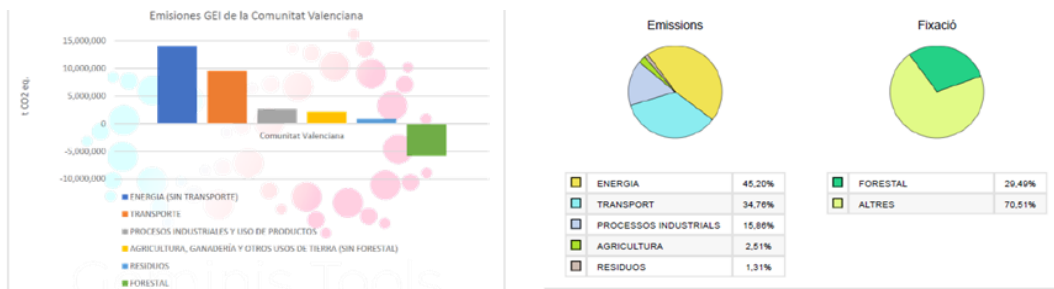 Emisiones GEI de la Comunitat Valenciana
t CO2 eq.
15,000,000
10,000,000
5,000,000
0
-5,000,000
-10,000,000
Comunitat Valenciana
ENERGIA (SIN TRANSPORTE)
TRANSPORTE
PROCESOS INDUSTRIALES Y USO DE PRODUCTOS
AGRICULTURA, GANADERÍA Y OTROS USOS DE TIERRA (SIN FORESTAL)
RESIDUOS
FORESTAL
Emissions
ENERGIA 45,20%
TRANSPORT 34,76%
PROCESSOS INDUSTRIALS 15,86%
AGRICULTURA 2,51%
RESIDUOS 1,31%
Fixació
FORESTAL 29,49%
ALTRES 70,51%